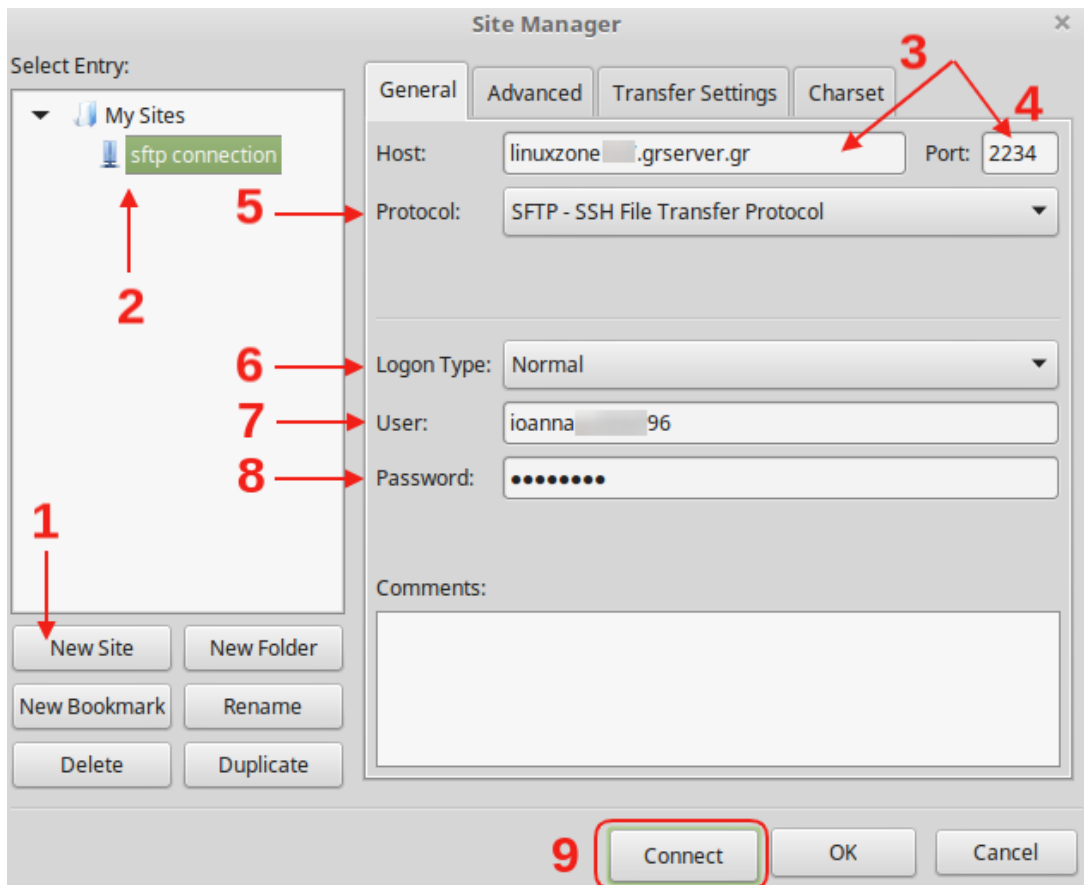 Site Manager
Select Entry:
My Sites
sftp connection
2
1
New Site New Folder
New Bookmark Rename
Delete Duplicate
General Advanced Transfer Settings Charset
3
4
Host: linuxzone .grserver.gr Port: 2234
5 Protocol: SFTP - SSH File Transfer Protocol
6 Logon Type: Normal
7 User: ioanna 96
8 Password: ••••••••
Comments:
9 Connect OK Cancel